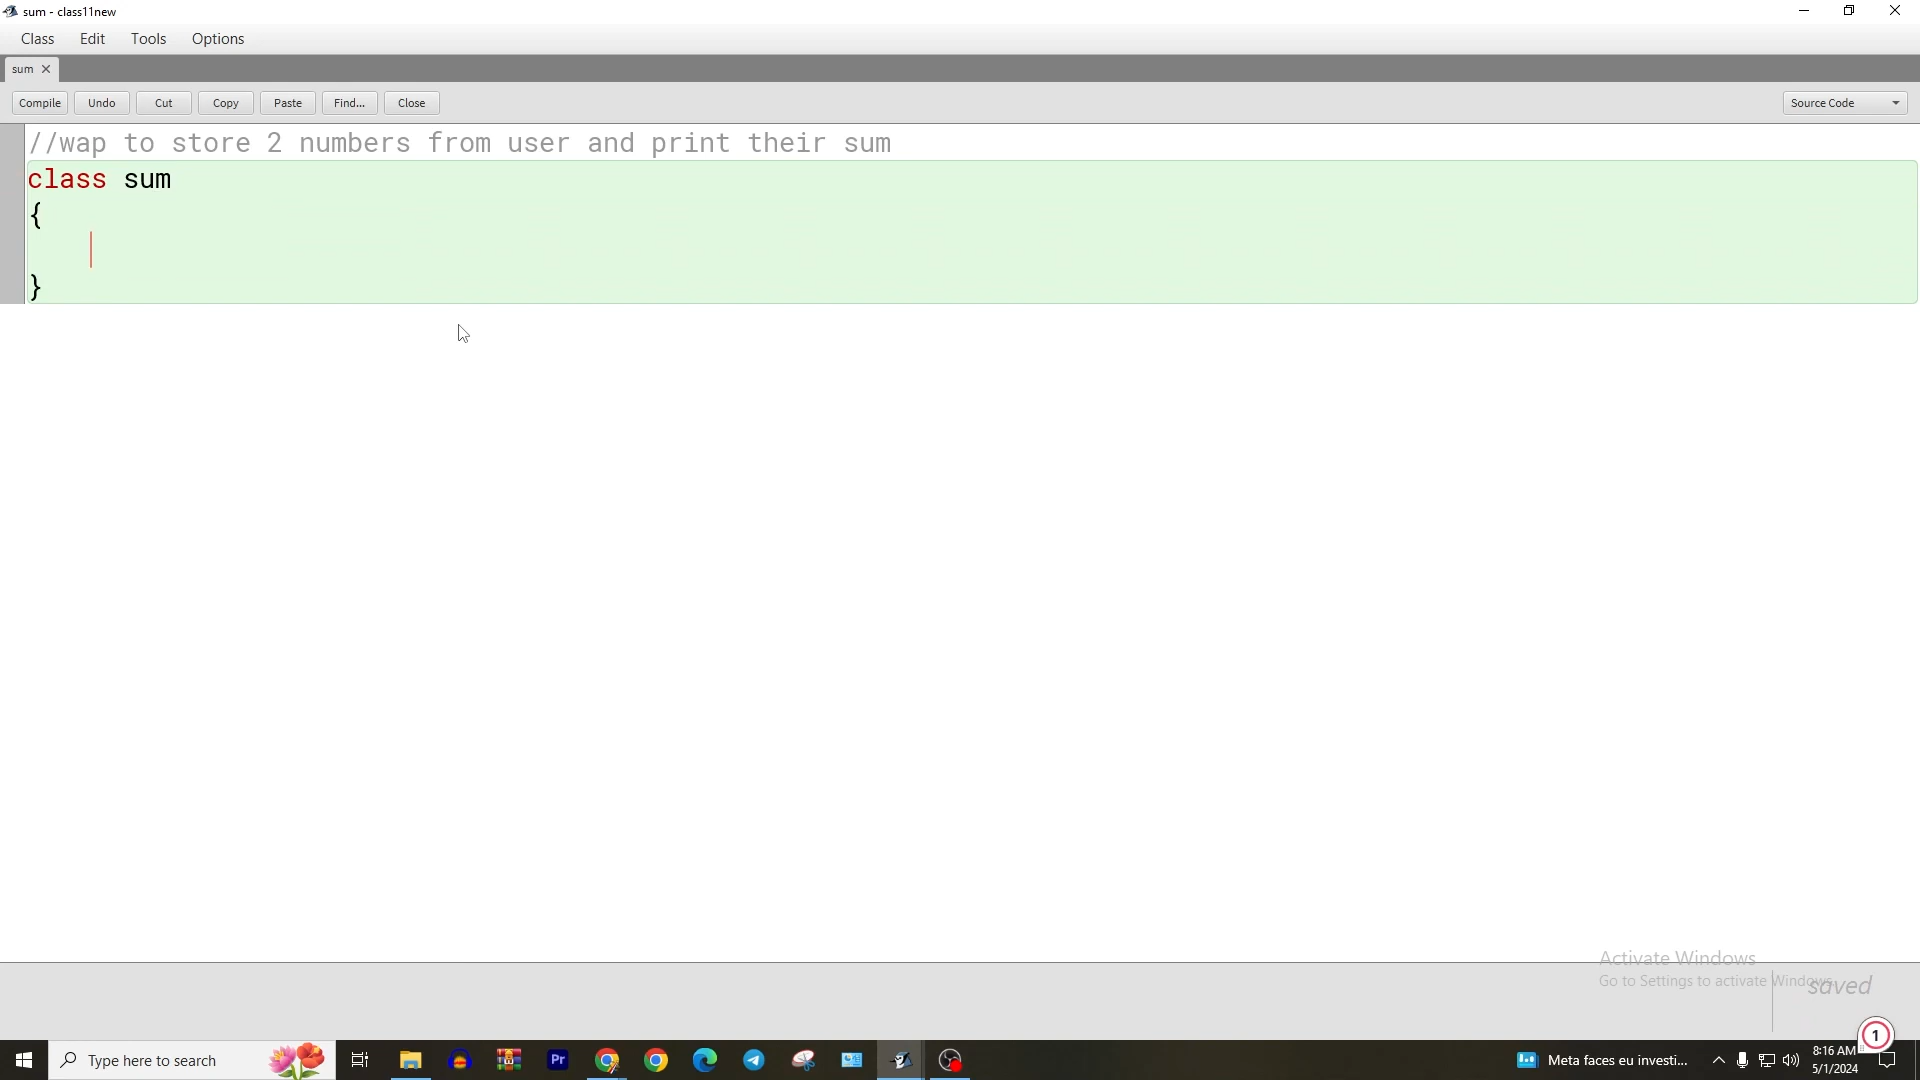 sum - class11new
Class Edit Tools Options
sum ✕
Compile Undo Cut Copy Paste Find... Close Source Code
//wap to store 2 numbers from user and print their sum
class sum
{
}
Activate Windows
Go to Settings to activate Windows.
saved
1
Type here to search
Pr
Meta faces eu investi...
8:16 AM
5/1/2024